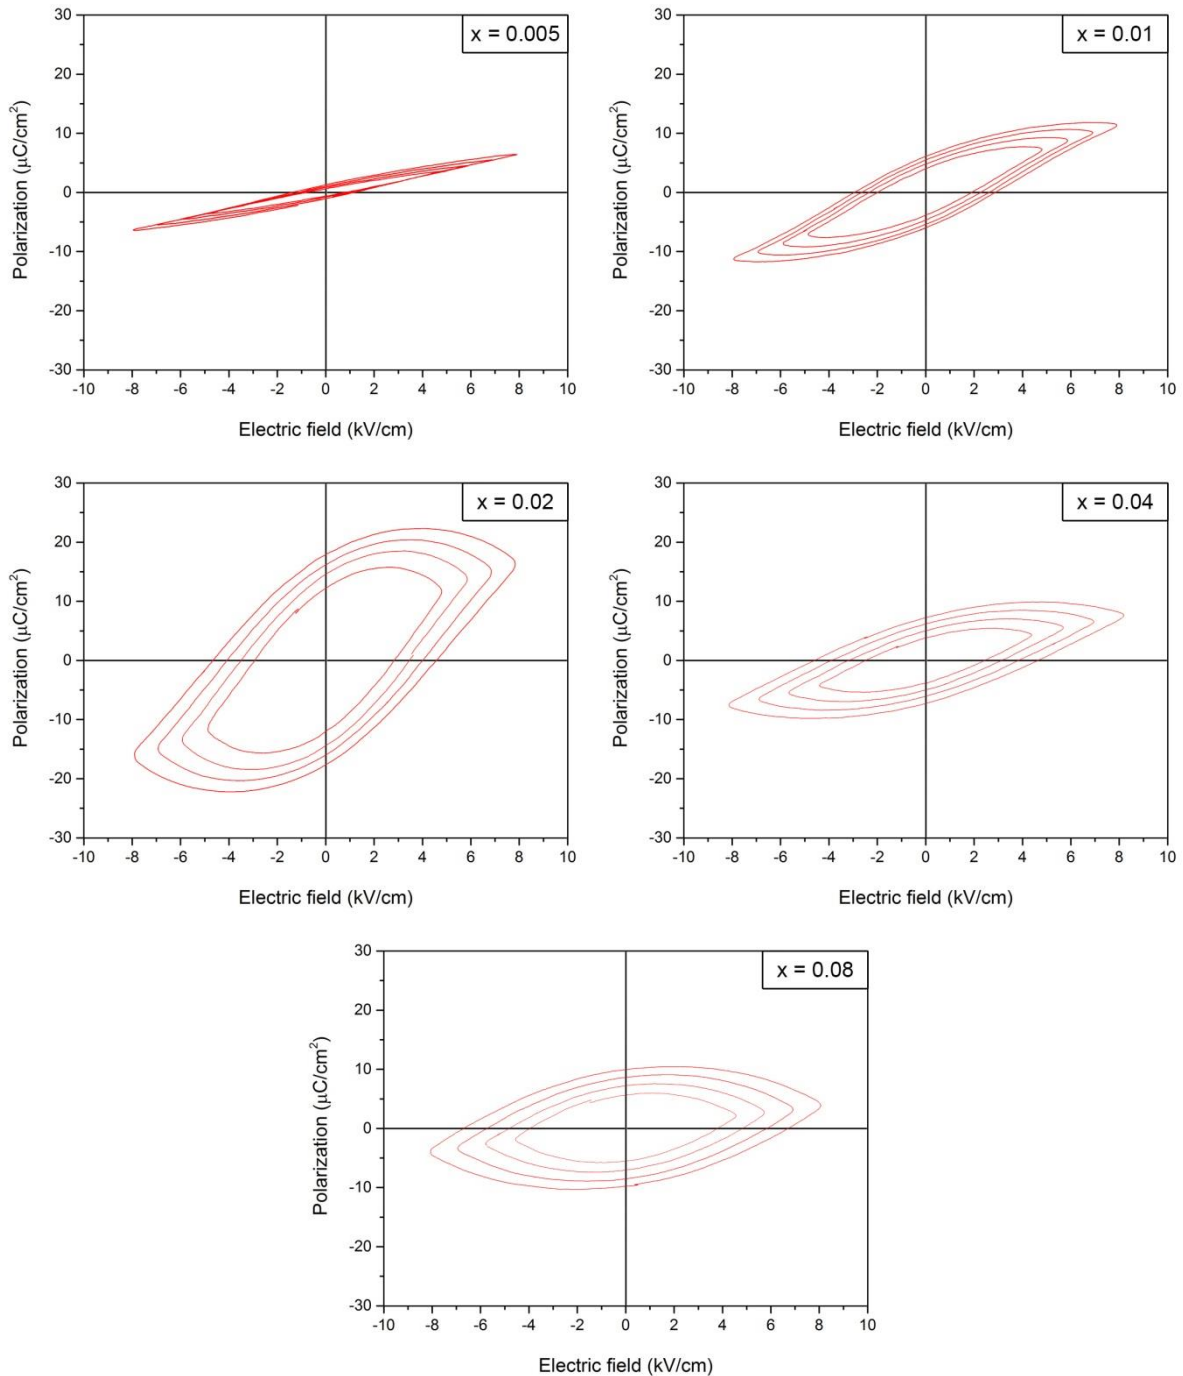 x = 0.005
30
20
10
0
-10
-20
-30
-10 -8 -6 -4 -2 0 2 4 6 8 10
Polarization (μC/cm²)
Electric field (kV/cm)
x = 0.01
30
20
10
0
-10
-20
-30
-10 -8 -6 -4 -2 0 2 4 6 8 10
Polarization (μC/cm²)
Electric field (kV/cm)
x = 0.02
30
20
10
0
-10
-20
-30
-10 -8 -6 -4 -2 0 2 4 6 8 10
Polarization (μC/cm²)
Electric field (kV/cm)
x = 0.04
30
20
10
0
-10
-20
-30
-10 -8 -6 -4 -2 0 2 4 6 8 10
Polarization (μC/cm²)
Electric field (kV/cm)
x = 0.08
30
20
10
0
-10
-20
-30
-10 -8 -6 -4 -2 0 2 4 6 8 10
Polarization (μC/cm²)
Electric field (kV/cm)